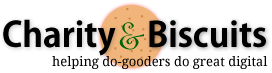 Charity & Biscuits
helping do-gooders do great digital